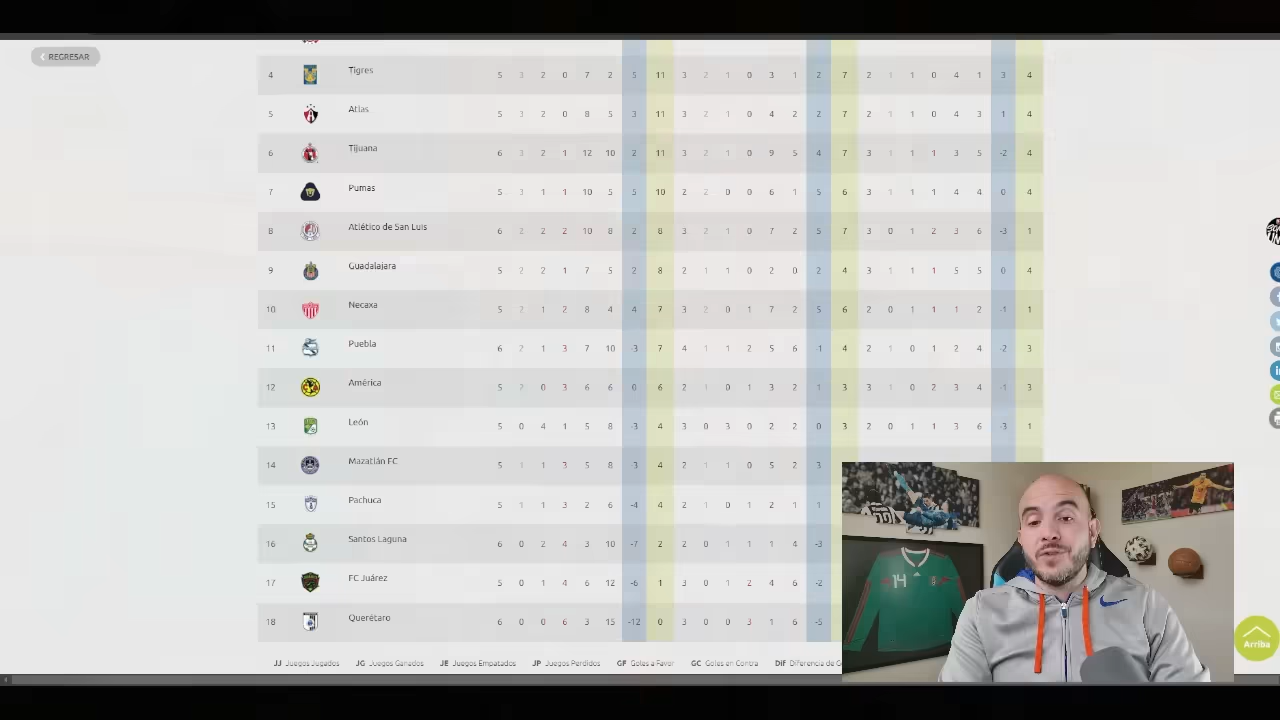 REGRESAR
4 Tigres 5 3 2 0 7 2 5 11 3 2 1 0 3 1 2 7 2 1 1 0 4 1 3 4
5 Atlas 5 3 2 0 8 5 3 11 3 2 1 0 4 2 2 7 2 1 1 0 4 3 1 4
6 Tijuana 6 3 2 1 12 10 2 11 3 2 1 0 9 5 4 7 3 1 1 1 3 5 -2 4
7 Pumas 5 3 1 1 10 5 5 10 2 2 0 0 6 1 5 6 3 1 1 1 4 4 0 4
8 Atlético de San Luis 6 2 2 2 10 8 2 8 3 2 1 0 7 2 5 7 3 0 1 2 3 6 -3 1
9 Guadalajara 5 2 2 1 7 5 2 8 2 1 1 0 2 0 2 4 3 1 1 1 5 5 0 4
10 Necaxa 5 2 1 2 8 4 4 7 3 2 0 1 7 2 5 6 2 0 1 1 1 2 -1 1
11 Puebla 6 2 1 3 7 10 -3 7 4 1 1 2 5 6 -1 4 2 1 0 1 2 4 -2 3
12 América 5 2 0 3 6 6 0 6 2 1 0 1 3 2 1 3 3 1 0 2 3 4 -1 3
13 León 5 0 4 1 5 8 -3 4 3 0 3 0 2 2 0 3 2 0 1 1 3 6 -3 1
14 Mazatlán FC 5 1 1 3 5 8 -3 4 2 1 1 0 5 2 3
15 Pachuca 5 1 1 3 2 6 -4 4 2 1 0 1 2 1 1
16 Santos Laguna 6 0 2 4 3 10 -7 2 2 0 1 1 1 4 -3
17 FC Juárez 5 0 1 4 6 12 -6 1 3 0 1 2 4 6 -2
18 Querétaro 6 0 0 6 3 15 -12 0 3 0 0 3 1 6 -5
JJ Juegos Jugados JG Juegos Ganados JE Juegos Empatados JP Juegos Perdidos GF Goles a Favor GC Goles en Contra Dif Diferencia de G
14
Arriba